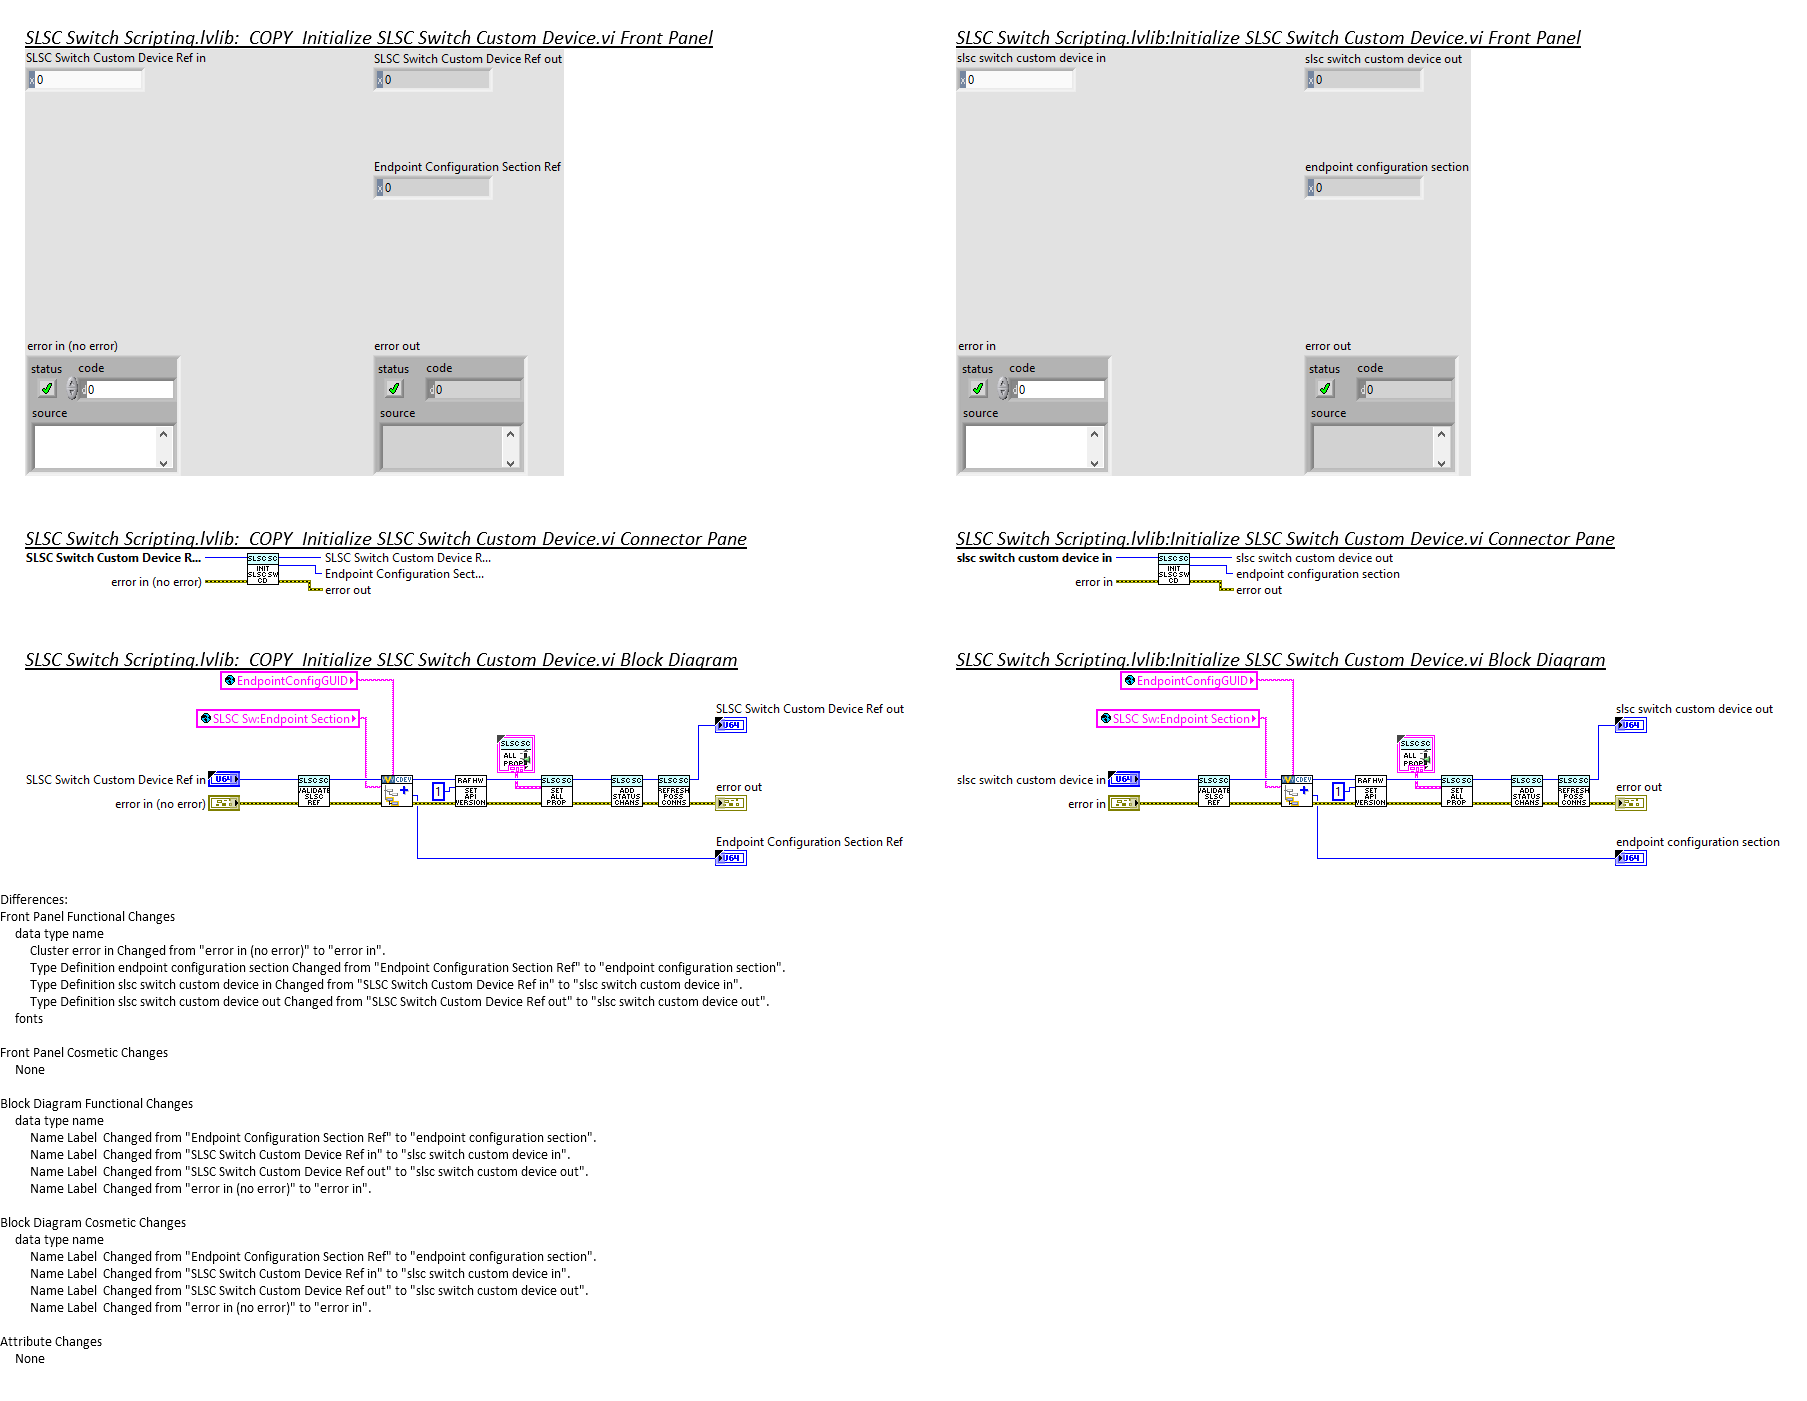 SLSC Switch Scripting.lvlib:  COPY  Initialize SLSC Switch Custom Device.vi Front Panel
SLSC Switch Custom Device Ref in
SLSC Switch Custom Device Ref out
x 0
x 0
Endpoint Configuration Section Ref
x 0
error in (no error)
error out
status
code
status
code
d 0
d 0
source
source
SLSC Switch Scripting.lvlib:Initialize SLSC Switch Custom Device.vi Front Panel
slsc switch custom device in
slsc switch custom device out
x 0
x 0
endpoint configuration section
x 0
error in
error out
status
code
status
code
d 0
d 0
source
source
SLSC Switch Scripting.lvlib:  COPY  Initialize SLSC Switch Custom Device.vi Connector Pane
SLSC Switch Custom Device R...
SLSC SC
INIT
SLSC SW
CD
SLSC Switch Custom Device R...
Endpoint Configuration Sect...
error in (no error)
error out
SLSC Switch Scripting.lvlib:Initialize SLSC Switch Custom Device.vi Connector Pane
slsc switch custom device in
SLSC SC
INIT
SLSC SW
CD
slsc switch custom device out
endpoint configuration section
error in
error out
SLSC Switch Scripting.lvlib:  COPY  Initialize SLSC Switch Custom Device.vi Block Diagram
EndpointConfigGUID
SLSC Sw:Endpoint Section
SLSC Switch Custom Device Ref out
U64
SLSC SC
ALL
PROP
SLSC Switch Custom Device Ref in
U64
error in (no error)
SLSC SC
VALIDATE
SLSC
REF
CDEV
1
RAF HW
SET
API
VERSION
SLSC SC
SET
ALL
PROP
SLSC SC
ADD
STATUS
CHANS
SLSC SC
REFRESH
POSS
CONNS
error out
Endpoint Configuration Section Ref
U64
SLSC Switch Scripting.lvlib:Initialize SLSC Switch Custom Device.vi Block Diagram
EndpointConfigGUID
SLSC Sw:Endpoint Section
slsc switch custom device out
U64
SLSC SC
ALL
PROP
slsc switch custom device in
U64
error in
SLSC SC
VALIDATE
SLSC
REF
CDEV
1
RAF HW
SET
API
VERSION
SLSC SC
SET
ALL
PROP
SLSC SC
ADD
STATUS
CHANS
SLSC SC
REFRESH
POSS
CONNS
error out
endpoint configuration section
U64
Differences:
Front Panel Functional Changes
data type name
Cluster error in Changed from "error in (no error)" to "error in".
Type Definition endpoint configuration section Changed from "Endpoint Configuration Section Ref" to "endpoint configuration section".
Type Definition slsc switch custom device in Changed from "SLSC Switch Custom Device Ref in" to "slsc switch custom device in".
Type Definition slsc switch custom device out Changed from "SLSC Switch Custom Device Ref out" to "slsc switch custom device out".
fonts
Front Panel Cosmetic Changes
None
Block Diagram Functional Changes
data type name
Name Label  Changed from "Endpoint Configuration Section Ref" to "endpoint configuration section".
Name Label  Changed from "SLSC Switch Custom Device Ref in" to "slsc switch custom device in".
Name Label  Changed from "SLSC Switch Custom Device Ref out" to "slsc switch custom device out".
Name Label  Changed from "error in (no error)" to "error in".
Block Diagram Cosmetic Changes
data type name
Name Label  Changed from "Endpoint Configuration Section Ref" to "endpoint configuration section".
Name Label  Changed from "SLSC Switch Custom Device Ref in" to "slsc switch custom device in".
Name Label  Changed from "SLSC Switch Custom Device Ref out" to "slsc switch custom device out".
Name Label  Changed from "error in (no error)" to "error in".
Attribute Changes
None